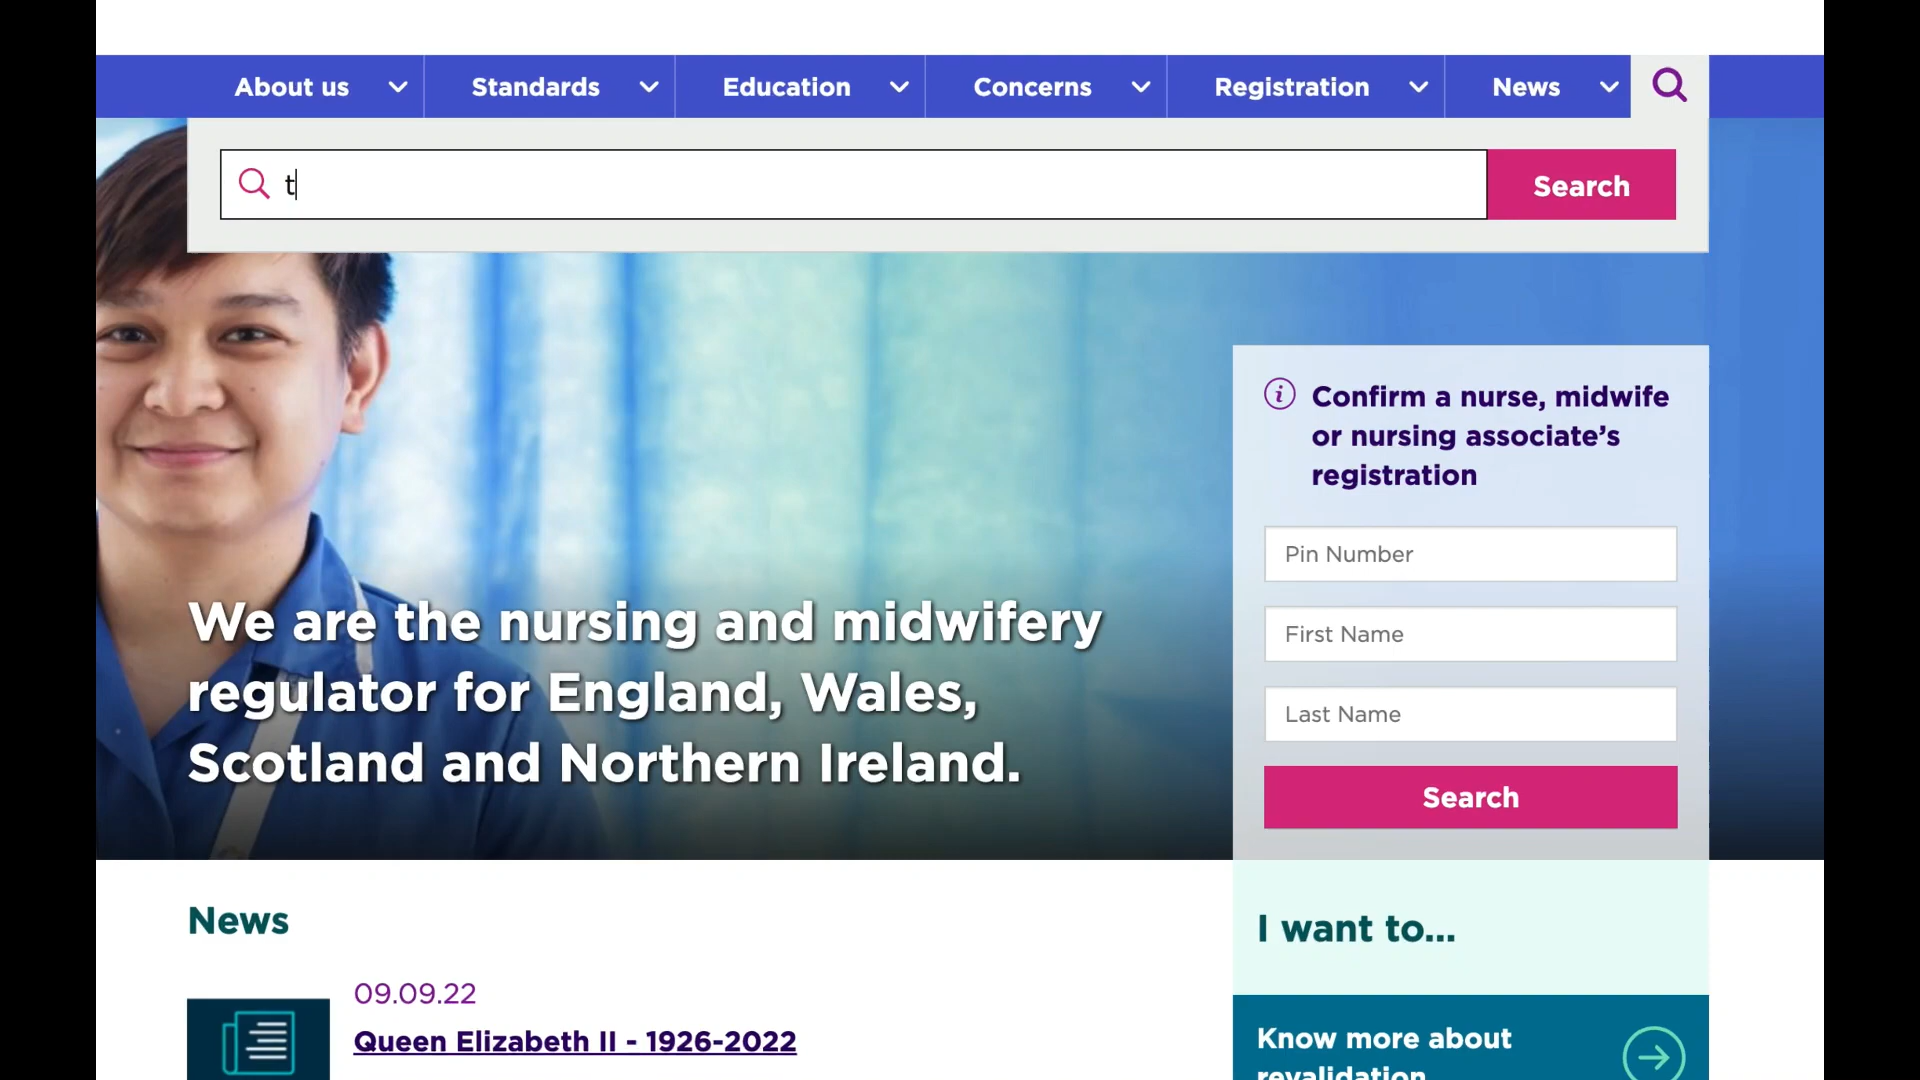 About us
Standards
Education
Concerns
Registration
News
t
Search
Confirm a nurse, midwife
or nursing associate's
registration
Pin Number
First Name
Last Name
Search
We are the nursing and midwifery
regulator for England, Wales,
Scotland and Northern Ireland.
News
09.09.22
Queen Elizabeth II - 1926-2022
I want to...
Know more about
revalidation